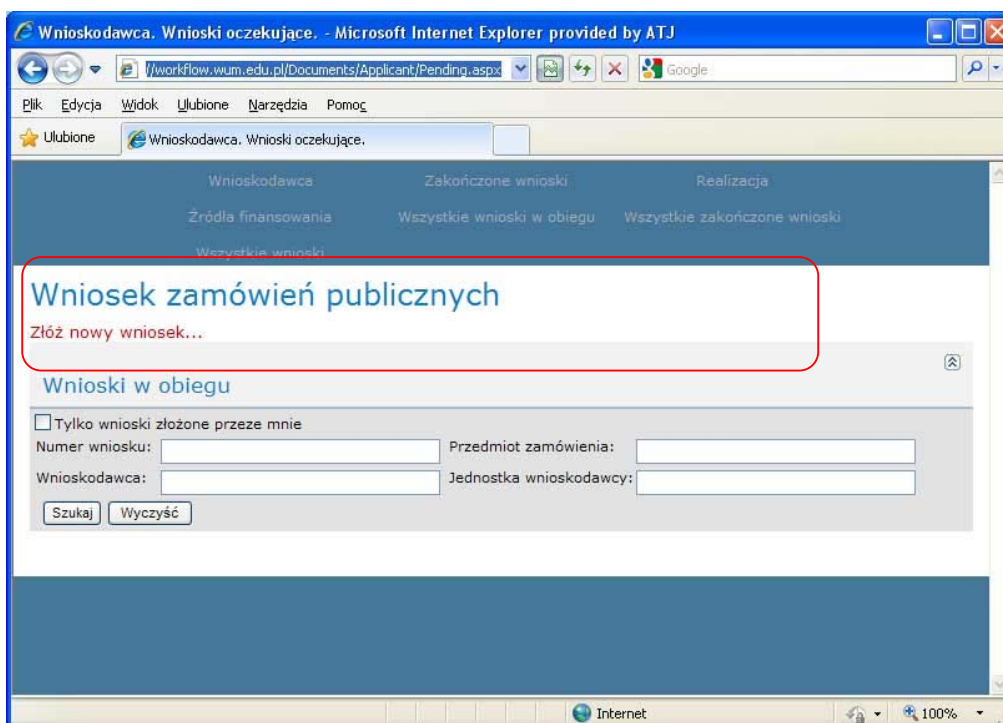 Wnioskodawca. Wnioski oczekujące. - Microsoft Internet Explorer provided by ATJ
//workflow.wum.edu.pl/Documents/Applicant/Pending.aspx
Google
Plik Edycja Widok Ulubione Narzędzia Pomoc
Ulubione
Wnioskodawca. Wnioski oczekujące.
Wnioskodawca Zakończone wnioski Realizacja
Źródła finansowania Wszystkie wnioski w obiegu Wszystkie zakończone wnioski
Wszystkie wnioski
Wniosek zamówień publicznych
Złóż nowy wniosek...
Wnioski w obiegu
Tylko wnioski złożone przeze mnie
Numer wniosku: Przedmiot zamówienia:
Wnioskodawca: Jednostka wnioskodawcy:
Szukaj Wyczyść
Internet 100%